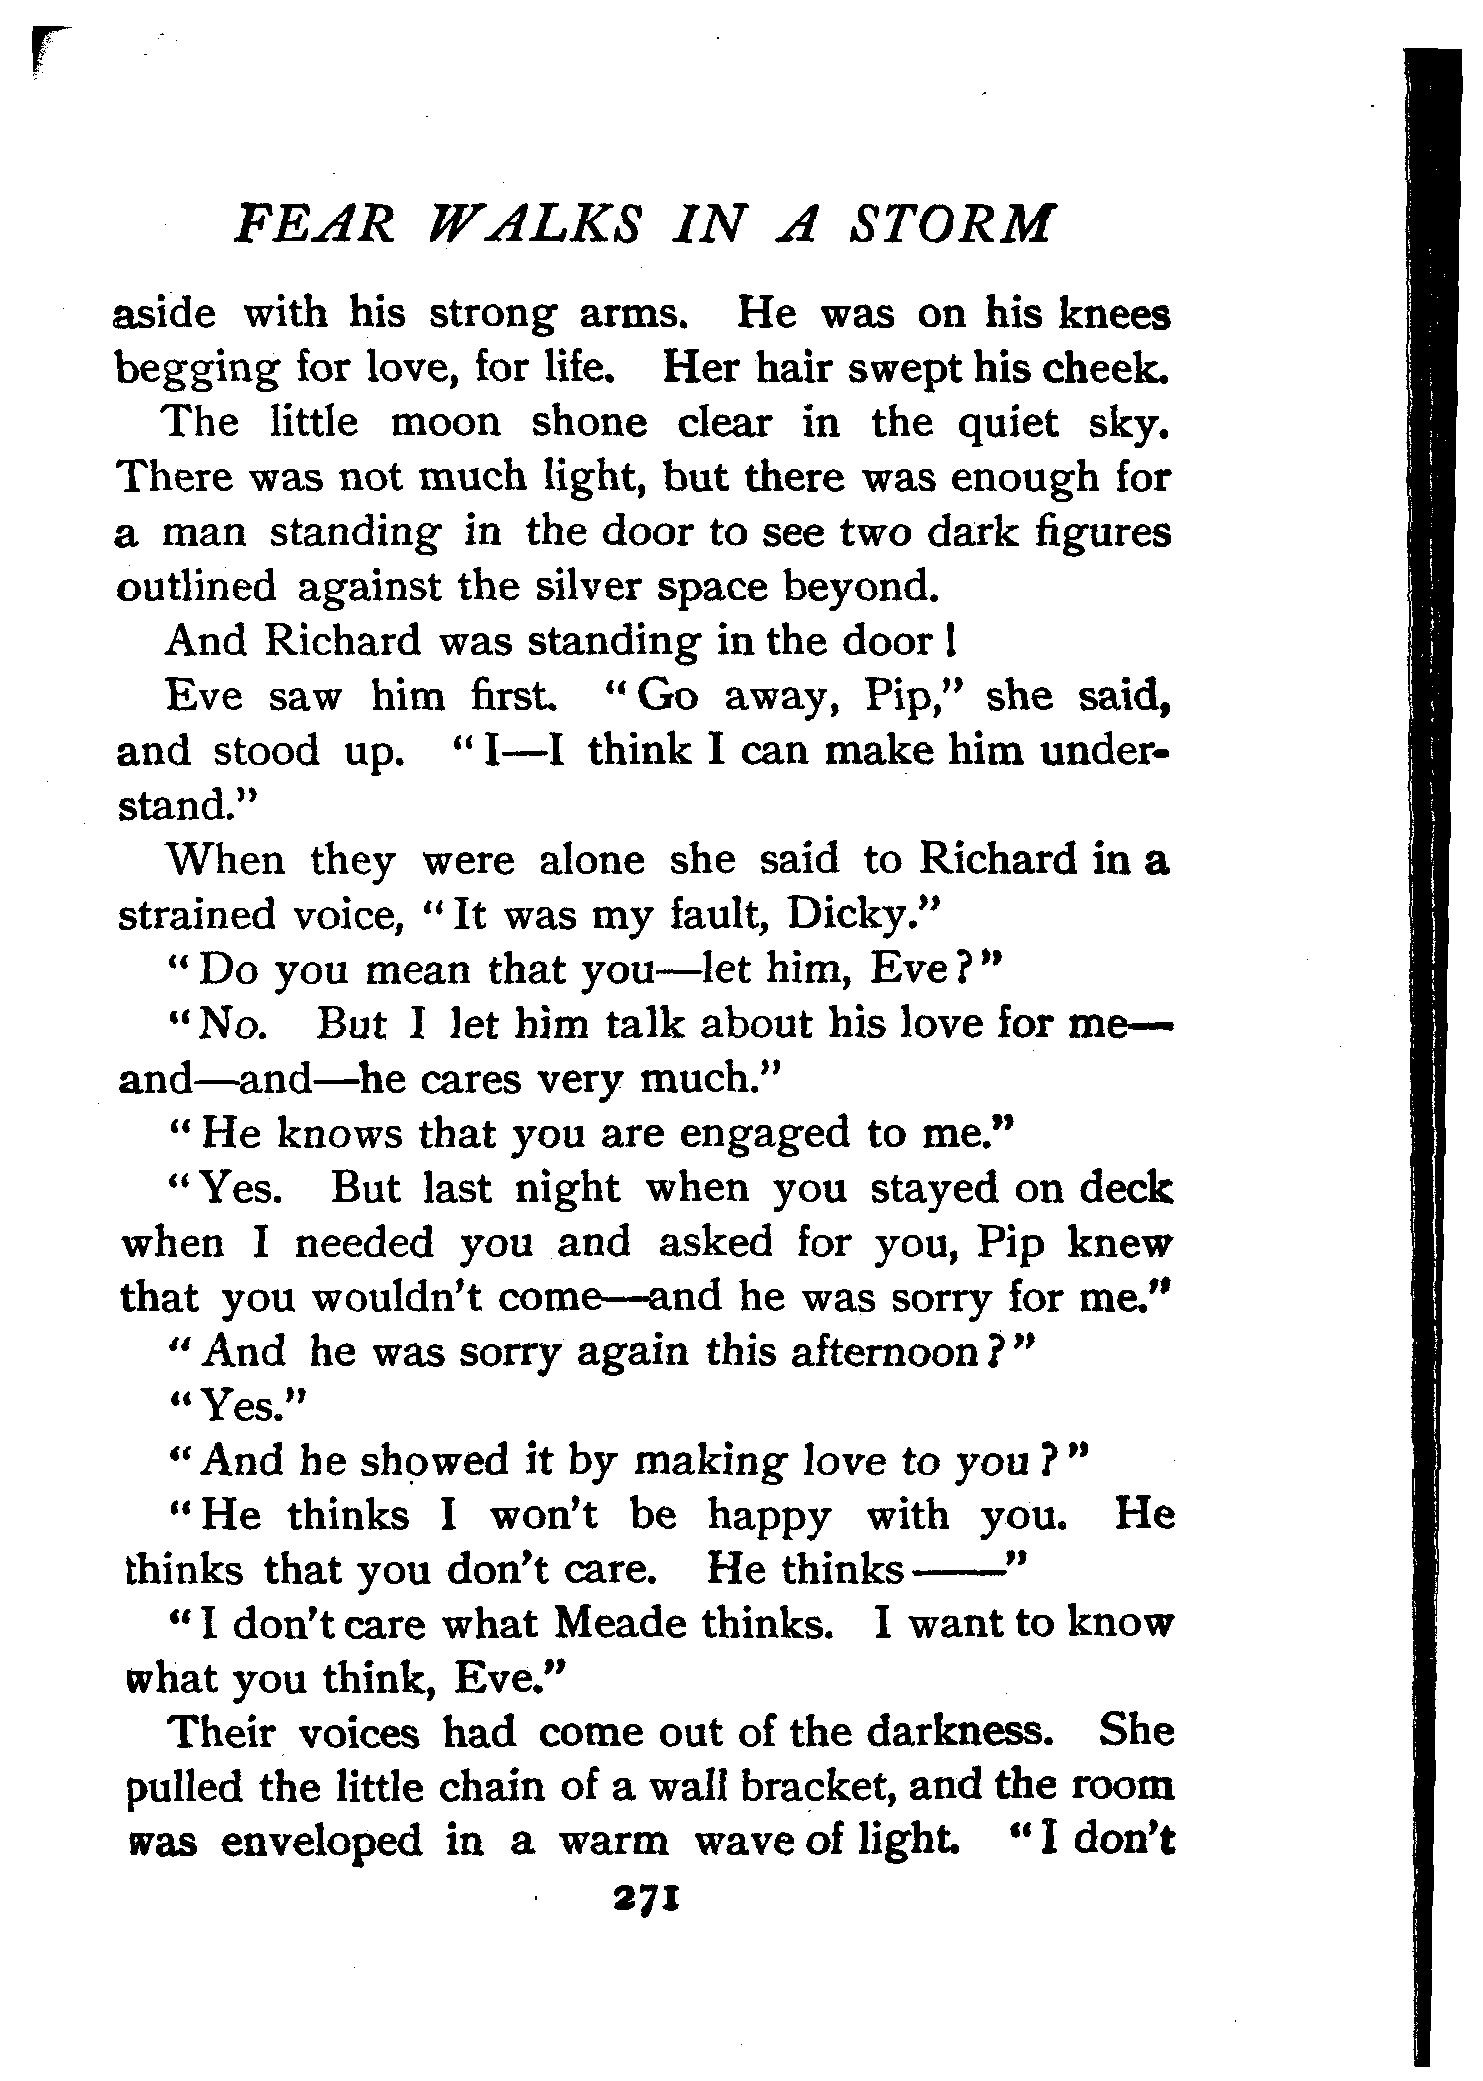 FEAR WALKS IN A STORM
aside with his strong arms. He was on his knees
begging for love, for life. Her hair swept his cheek.
The little moon shone clear in the quiet sky.
There was not much light, but there was enough for
a man standing in the door to see two dark figures
outlined against the silver space beyond.
And Richard was standing in the door!
Eve saw him first. "Go away, Pip," she said,
and stood up. "I—I think I can make him under-
stand."
When they were alone she said to Richard in a
strained voice, "It was my fault, Dicky."
"Do you mean that you—let him, Eve?"
"No. But I let him talk about his love for me—
and—and—he cares very much."
"He knows that you are engaged to me."
"Yes. But last night when you stayed on deck
when I needed you and asked for you, Pip knew
that you wouldn't come—and he was sorry for me."
"And he was sorry again this afternoon?"
"Yes."
"And he showed it by making love to you?"
"He thinks I won't be happy with you. He
thinks that you don't care. He thinks——"
"I don't care what Meade thinks. I want to know
what you think, Eve."
Their voices had come out of the darkness. She
pulled the little chain of a wall bracket, and the room
was enveloped in a warm wave of light. "I don't
271